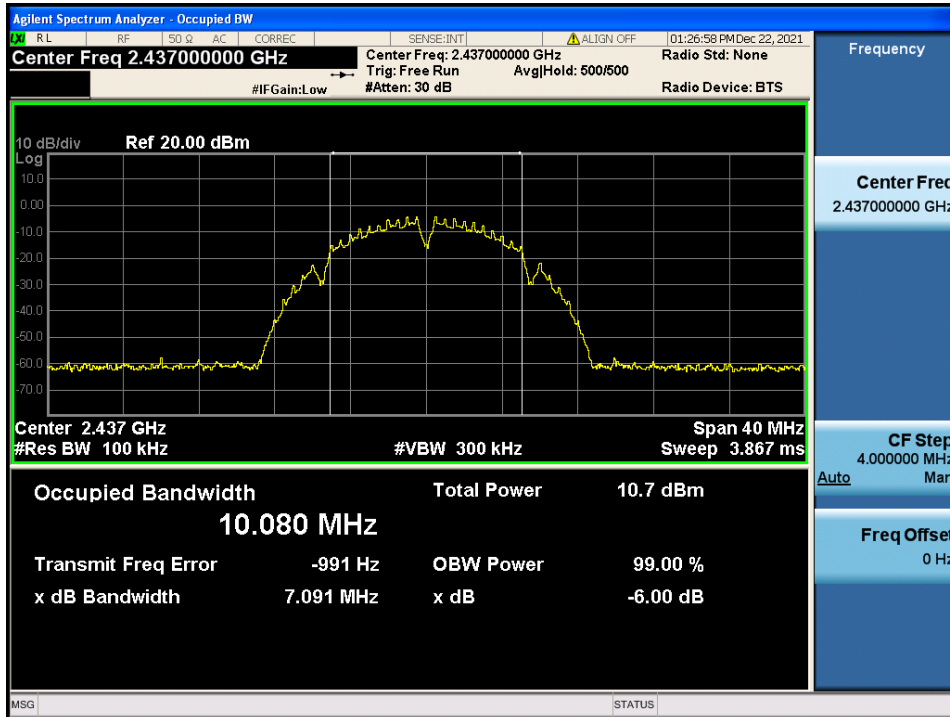 Agilent Spectrum Analyzer - Occupied BW
LXI RL RF 50 Ω AC CORREC SENSE:INT ALIGN OFF 01:26:58 PM Dec 22, 2021
Center Freq 2.437000000 GHz
Center Freq: 2.437000000 GHz
Radio Std: None
Trig: Free Run Avg|Hold: 500/500
#IFGain:Low #Atten: 30 dB Radio Device: BTS
10 dB/div Ref 20.00 dBm
Log
10.0
0.00
-10.0
-20.0
-30.0
-40.0
-50.0
-60.0
-70.0
Center 2.437 GHz Span 40 MHz
#Res BW 100 kHz #VBW 300 kHz Sweep 3.867 ms
Occupied Bandwidth Total Power 10.7 dBm
10.080 MHz
Transmit Freq Error -991 Hz OBW Power 99.00 %
x dB Bandwidth 7.091 MHz x dB -6.00 dB
MSG STATUS
Frequency
Center Freq
2.437000000 GHz
CF Step
4.000000 MHz
Auto Man
Freq Offset
0 Hz